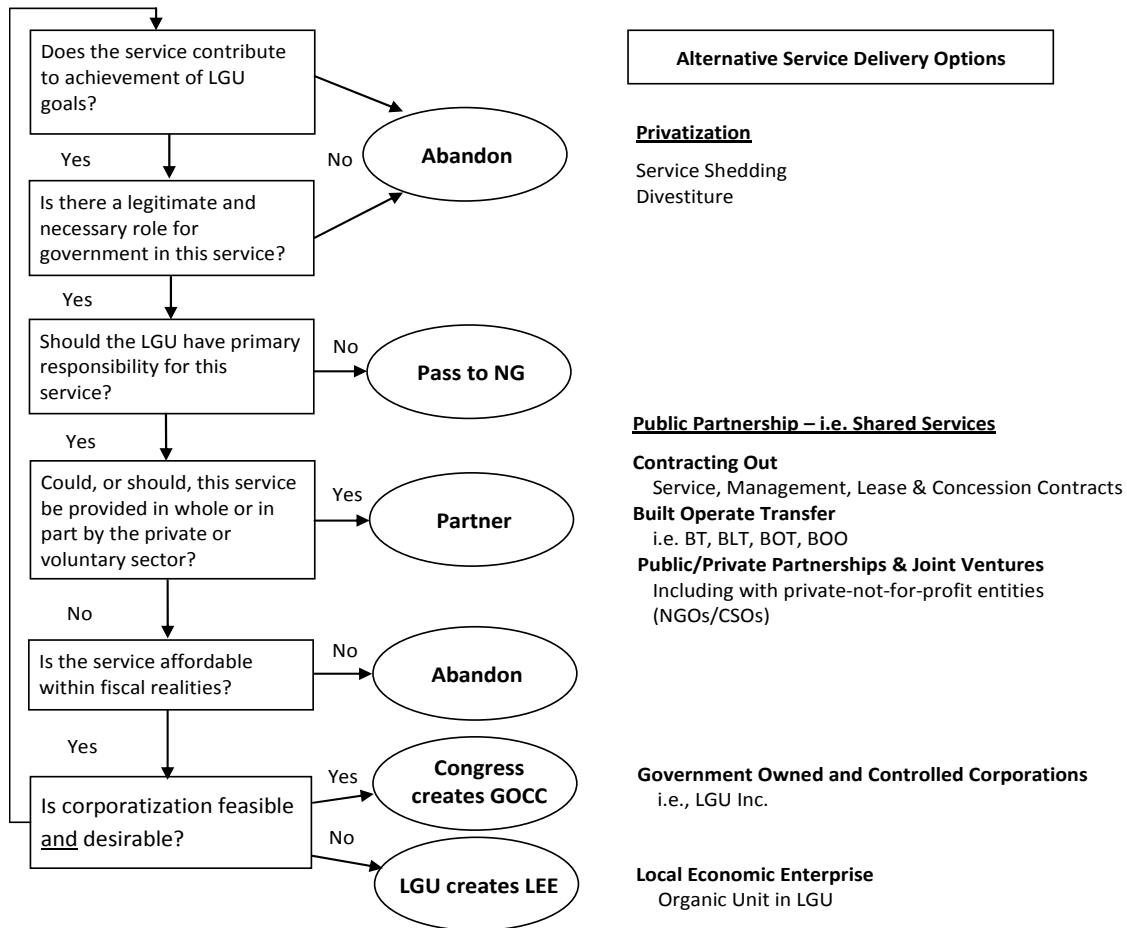 Does the service contribute
to achievement of LGU
goals?
Alternative Service Delivery Options
Yes
No
Abandon
Privatization
Service Shedding
Divestiture
Is there a legitimate and
necessary role for
government in this service?
Yes
Should the LGU have primary
responsibility for this
service?
No
Pass to NG
Yes
Public Partnership – i.e. Shared Services
Could, or should, this service
be provided in whole or in
part by the private or
voluntary sector?
Yes
Partner
Contracting Out
Service, Management, Lease & Concession Contracts
Built Operate Transfer
i.e. BT, BLT, BOT, BOO
Public/Private Partnerships & Joint Ventures
Including with private-not-for-profit entities
(NGOs/CSOs)
No
Is the service affordable
within fiscal realities?
No
Abandon
Yes
Is corporatization feasible
and desirable?
Yes
Congress
creates GOCC
Government Owned and Controlled Corporations
i.e., LGU Inc.
No
LGU creates LEE
Local Economic Enterprise
Organic Unit in LGU